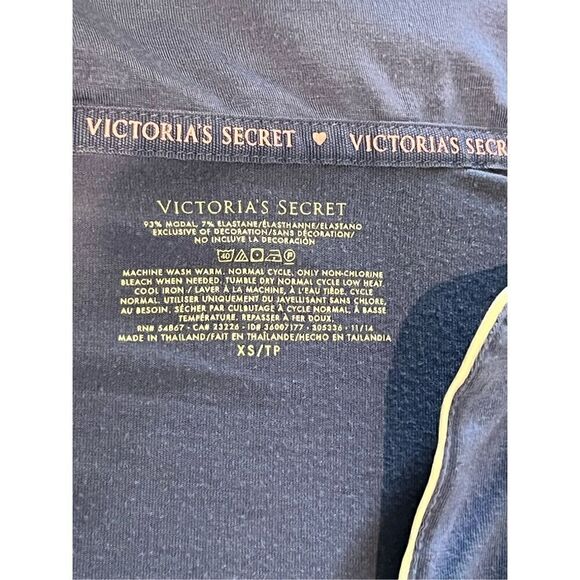 VICTORIA'S SECRET ♥ VICTORIA'S SECRE
VICTORIA'S SECRET
93% MODAL, 7% ELASTANE/ÉLASTHANNE/ELASTANO
EXCLUSIVE OF DECORATION/SANS DÉCORATION/
NO INCLUYE LA DECORACIÓN
40
MACHINE WASH WARM. NORMAL CYCLE, ONLY NON-CHLORINE
BLEACH WHEN NEEDED. TUMBLE DRY NORMAL CYCLE LOW HEAT.
COOL IRON / LAVER À LA MACHINE, À L'EAU TIÈDE. CYCLE
NORMAL. UTILISER UNIQUEMENT DU JAVELLISANT SANS CHLORE,
AU BESOIN. SÉCHER PAR CULBUTAGE À CYCLE NORMAL, À BASSE
TEMPÉRATURE. REPASSER À FER DOUX.
RN# 54867 - CA# 23226 - ID# 36007177 - 805336 - 11/14
MADE IN THAILAND/FAIT EN THAÏLANDE/HECHO EN TAILANDIA
XS/TP